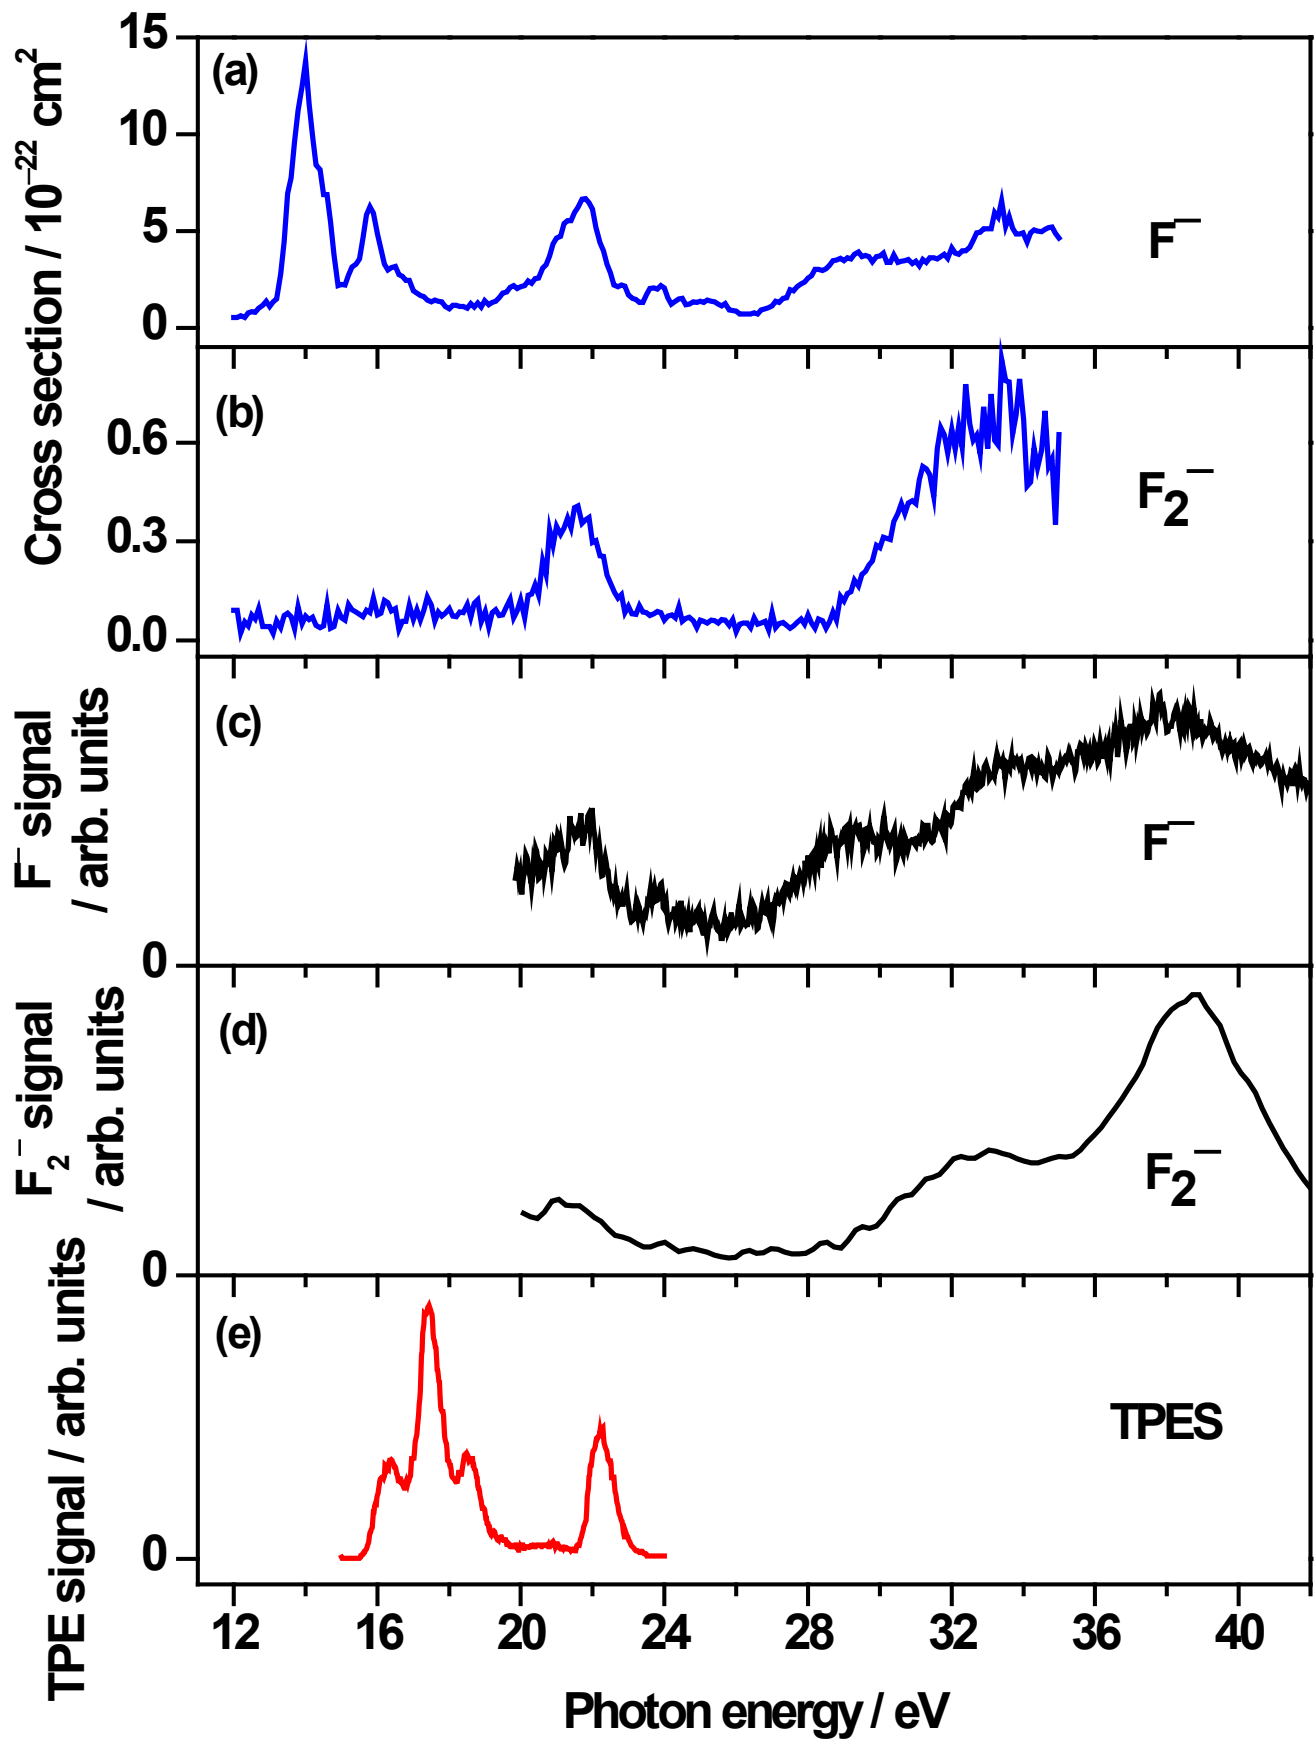 (a)
15
10
5
0
F⁻
(b)
0.6
0.3
0.0
F₂⁻
Cross section / 10⁻²² cm²
(c)
F⁻
0
F⁻ signal
/ arb. units
(d)
F₂⁻
0
F₂⁻ signal
/ arb. units
(e)
TPES
0
TPE signal / arb. units
12 16 20 24 28 32 36 40
Photon energy / eV